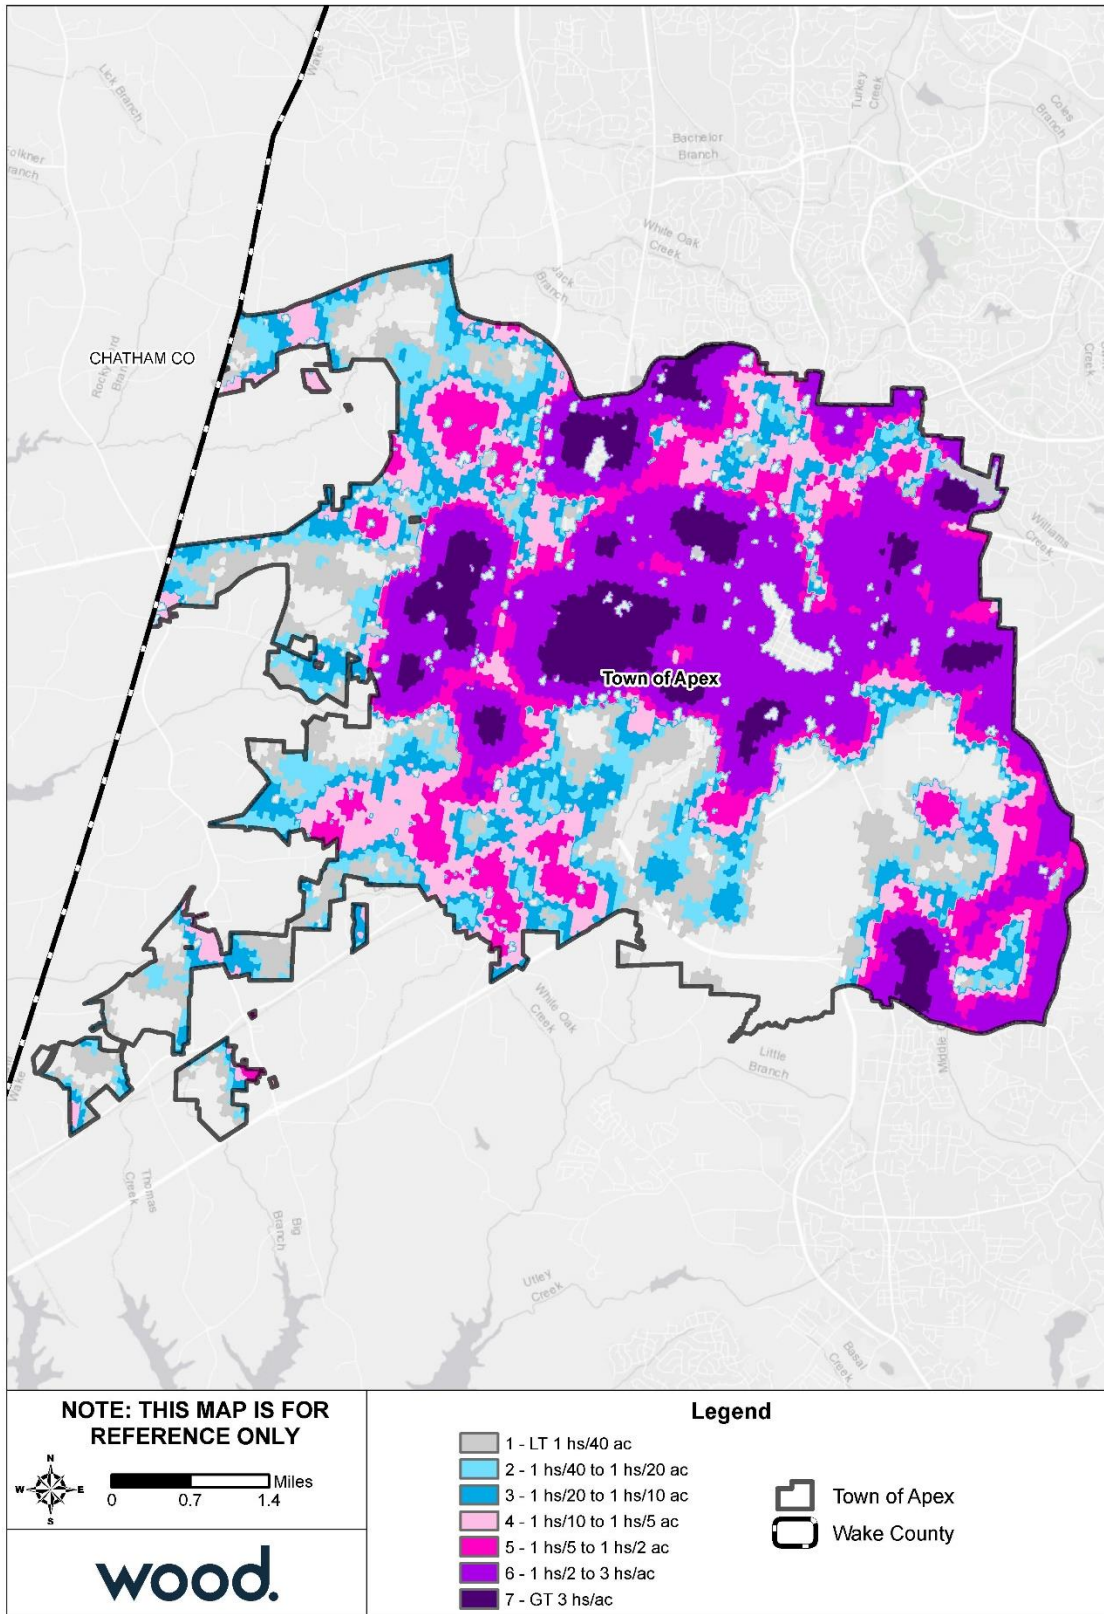 Wake
Lick Branch
Turkey
Creek
Coles
Branch
Bachelor
Branch
Folkner
Branch
White Oak
Creek
Jack
Branch
CHATHAM CO
Creek
Williams
Creek
Town of Apex
White Oak
Creek
Little
Branch
Middle
Wake
Thomas
Creek
Big
Branch
Utley
Creek
Basal
Creek
NOTE: THIS MAP IS FOR
REFERENCE ONLY
N
W E
S
Miles
0 0.7 1.4
wood.
Legend
1 - LT 1 hs/40 ac
2 - 1 hs/40 to 1 hs/20 ac
3 - 1 hs/20 to 1 hs/10 ac
4 - 1 hs/10 to 1 hs/5 ac
5 - 1 hs/5 to 1 hs/2 ac
6 - 1 hs/2 to 3 hs/ac
7 - GT 3 hs/ac
Town of Apex
Wake County